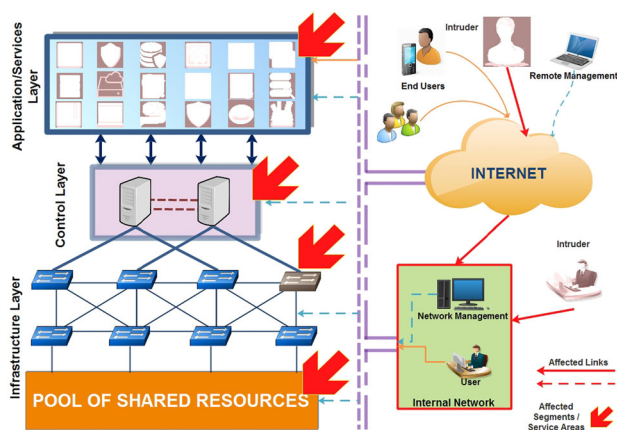 Application/Services
Layer
Control Layer
Infrastructure Layer
POOL OF SHARED RESOURCES
Intruder
End Users
Remote Management
INTERNET
Intruder
Network Management
User
Internal Network
Affected Links
Affected
Segments /
Service Areas